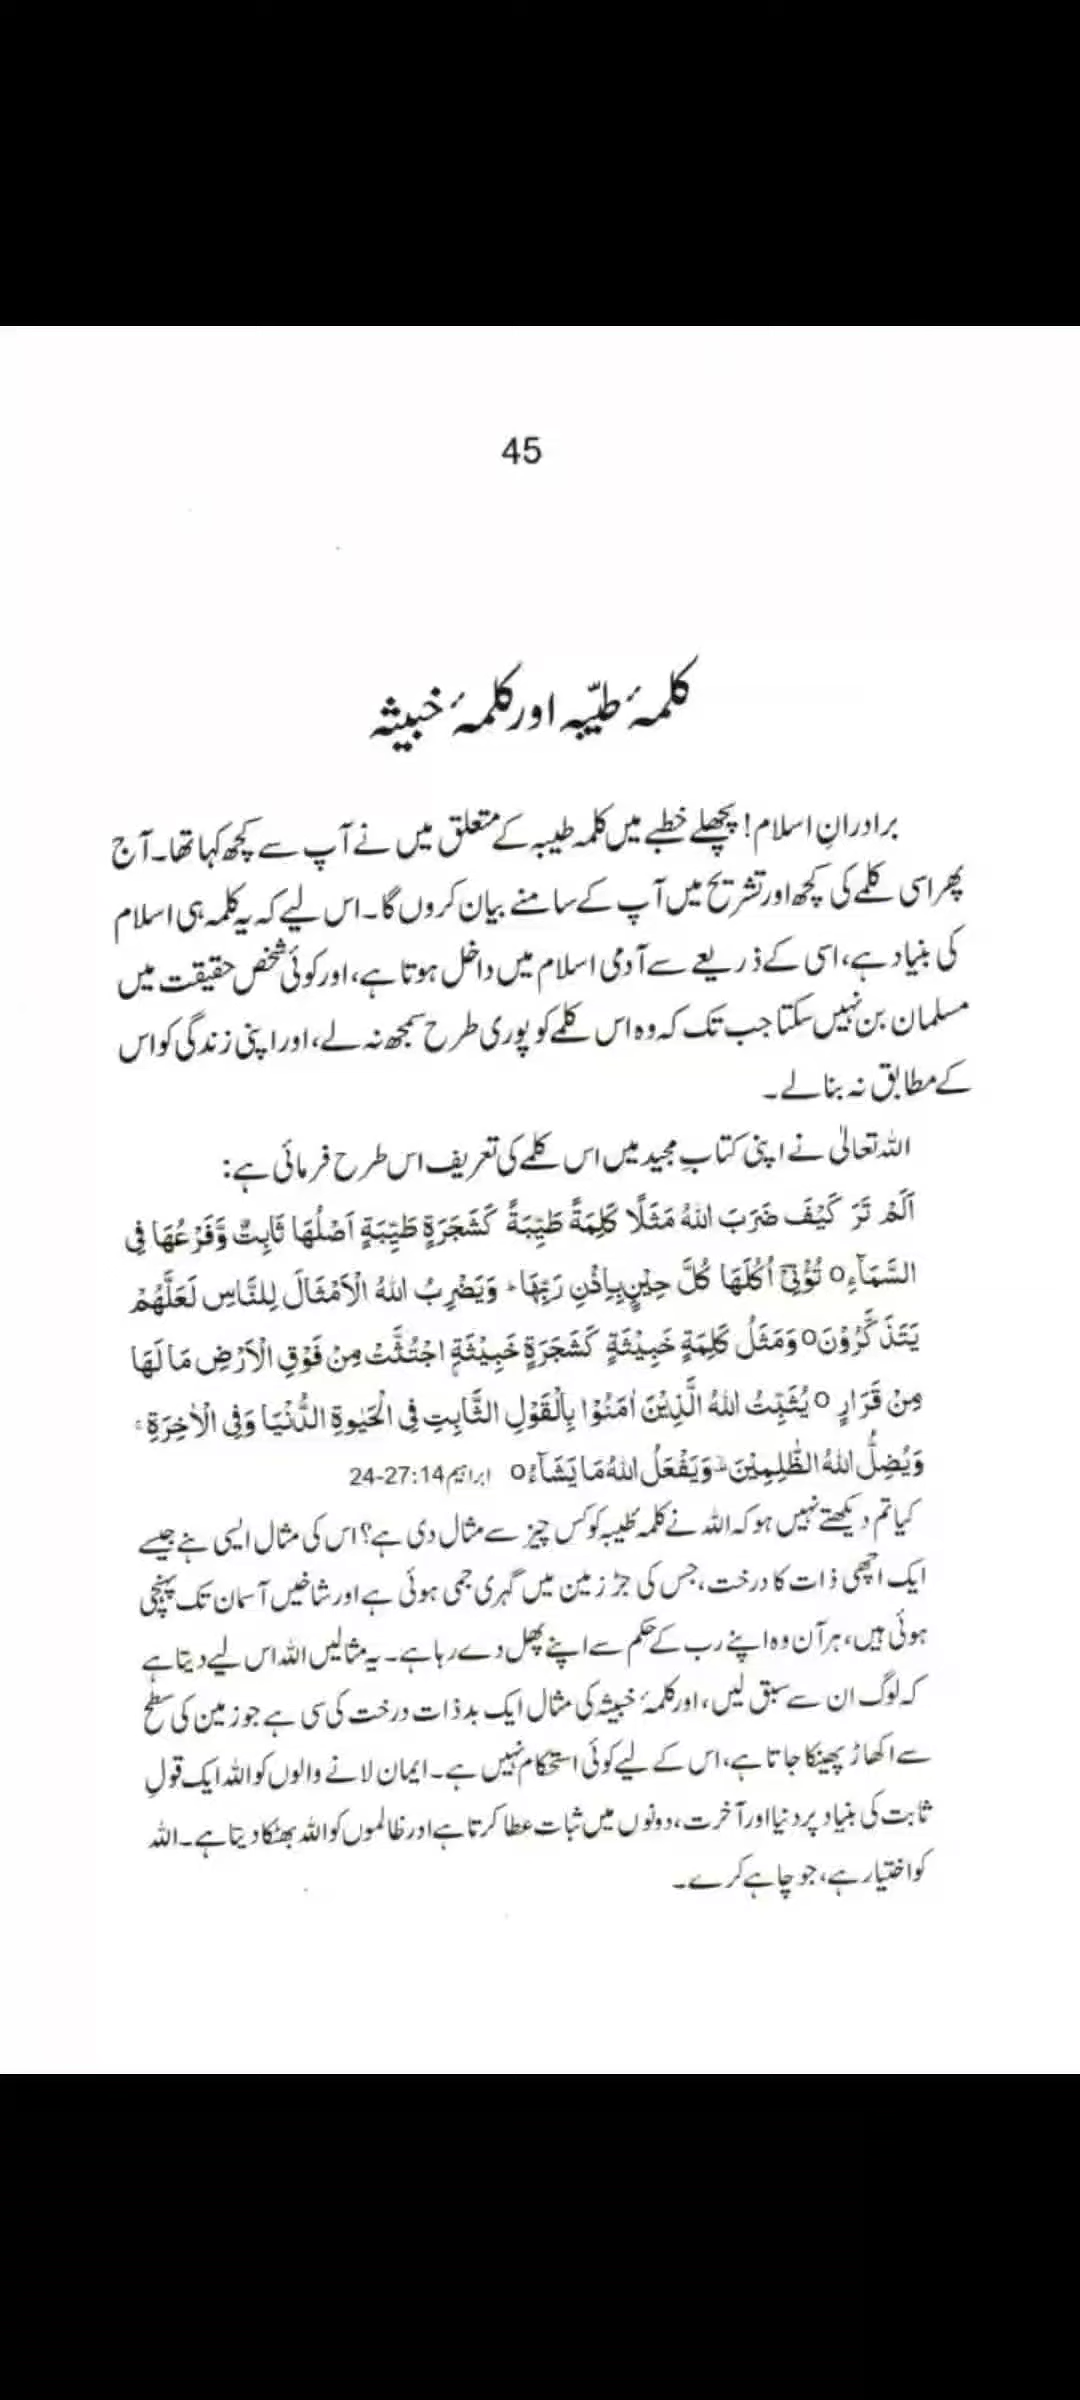 45
کلمۂ طیّبہ اور کلمۂ خبیثہ
برادرانِ اسلام! پچھلے خطبے میں کلمہ طیبہ کے متعلق میں نے آپ سے کچھ کہا تھا۔ آج
پھر اسی کلمے کی کچھ اور تشریح میں آپ کے سامنے بیان کروں گا۔ اس لیے کہ یہ کلمہ ہی اسلام
کی بنیاد ہے، اسی کے ذریعے سے آدمی اسلام میں داخل ہوتا ہے، اور کوئی شخص حقیقت میں
مسلمان بن نہیں سکتا جب تک کہ وہ اس کلمے کو پوری طرح سمجھ نہ لے، اور اپنی زندگی کو اس
کے مطابق نہ بنا لے۔
اللہ تعالیٰ نے اپنی کتابِ مجید میں اس کلمے کی تعریف اس طرح فرمائی ہے:
اَلَمْ تَرَ كَيْفَ ضَرَبَ اللهُ مَثَلًا كَلِمَةً طَيِّبَةً كَشَجَرَةٍ طَيِّبَةٍ اَصْلُهَا ثَابِتٌ وَّفَرْعُهَا فِي
السَّمَآءِo تُؤْتِيْٓ اُكُلَهَا كُلَّ حِيْنٍۭ بِاِذْنِ رَبِّهَا ؕ وَيَضْرِبُ اللهُ الْاَمْثَالَ لِلنَّاسِ لَعَلَّهُمْ
يَتَذَكَّرُوْنَo وَمَثَلُ كَلِمَةٍ خَبِيْثَةٍ كَشَجَرَةٍ خَبِيْثَةِۨ اجْتُثَّتْ مِنْ فَوْقِ الْاَرْضِ مَا لَهَا
مِنْ قَرَارٍ o يُثَبِّتُ اللهُ الَّذِيْنَ اٰمَنُوْا بِالْقَوْلِ الثَّابِتِ فِي الْحَيٰوةِ الدُّنْيَا وَفِي الْاٰخِرَةِ ۚ
وَيُضِلُّ اللهُ الظّٰلِمِيْنَ ۙ وَيَفْعَلُ اللهُ مَا يَشَآءُo ابراہیم 14:27-24
کیا تم دیکھتے نہیں ہو کہ اللہ نے کلمہ طیبہ کو کس چیز سے مثال دی ہے؟ اس کی مثال ایسی ہے جیسے
ایک اچھی ذات کا درخت، جس کی جڑ زمین میں گہری جمی ہوئی ہے اور شاخیں آسمان تک پہنچی
ہوئی ہیں، ہر آن وہ اپنے رب کے حکم سے اپنے پھل دے رہا ہے۔ یہ مثالیں اللہ اس لیے دیتا ہے
کہ لوگ ان سے سبق لیں، اور کلمۂ خبیثہ کی مثال ایک بد ذات درخت کی سی ہے جو زمین کی سطح
سے اکھاڑ پھینکا جاتا ہے، اس کے لیے کوئی استحکام نہیں ہے۔ ایمان لانے والوں کو اللہ ایک قولِ
ثابت کی بنیاد پر دنیا اور آخرت، دونوں میں ثبات عطا کرتا ہے اور ظالموں کو اللہ بھٹکا دیتا ہے۔ اللہ
کو اختیار ہے، جو چاہے کرے۔